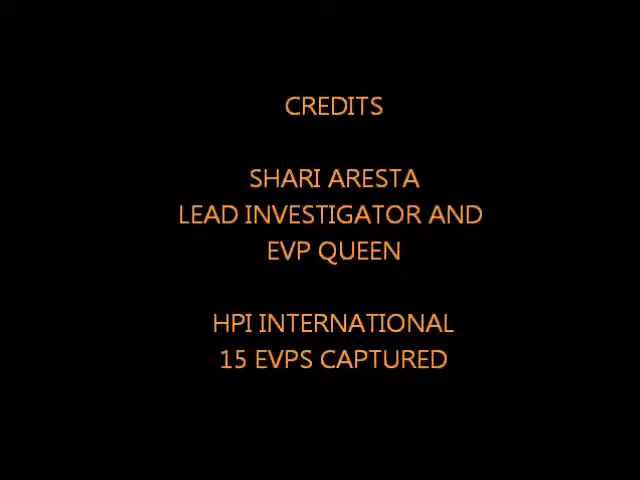 CREDITS
SHARI ARESTA
LEAD INVESTIGATOR AND
EVP QUEEN
HPI INTERNATIONAL
15 EVPS CAPTURED